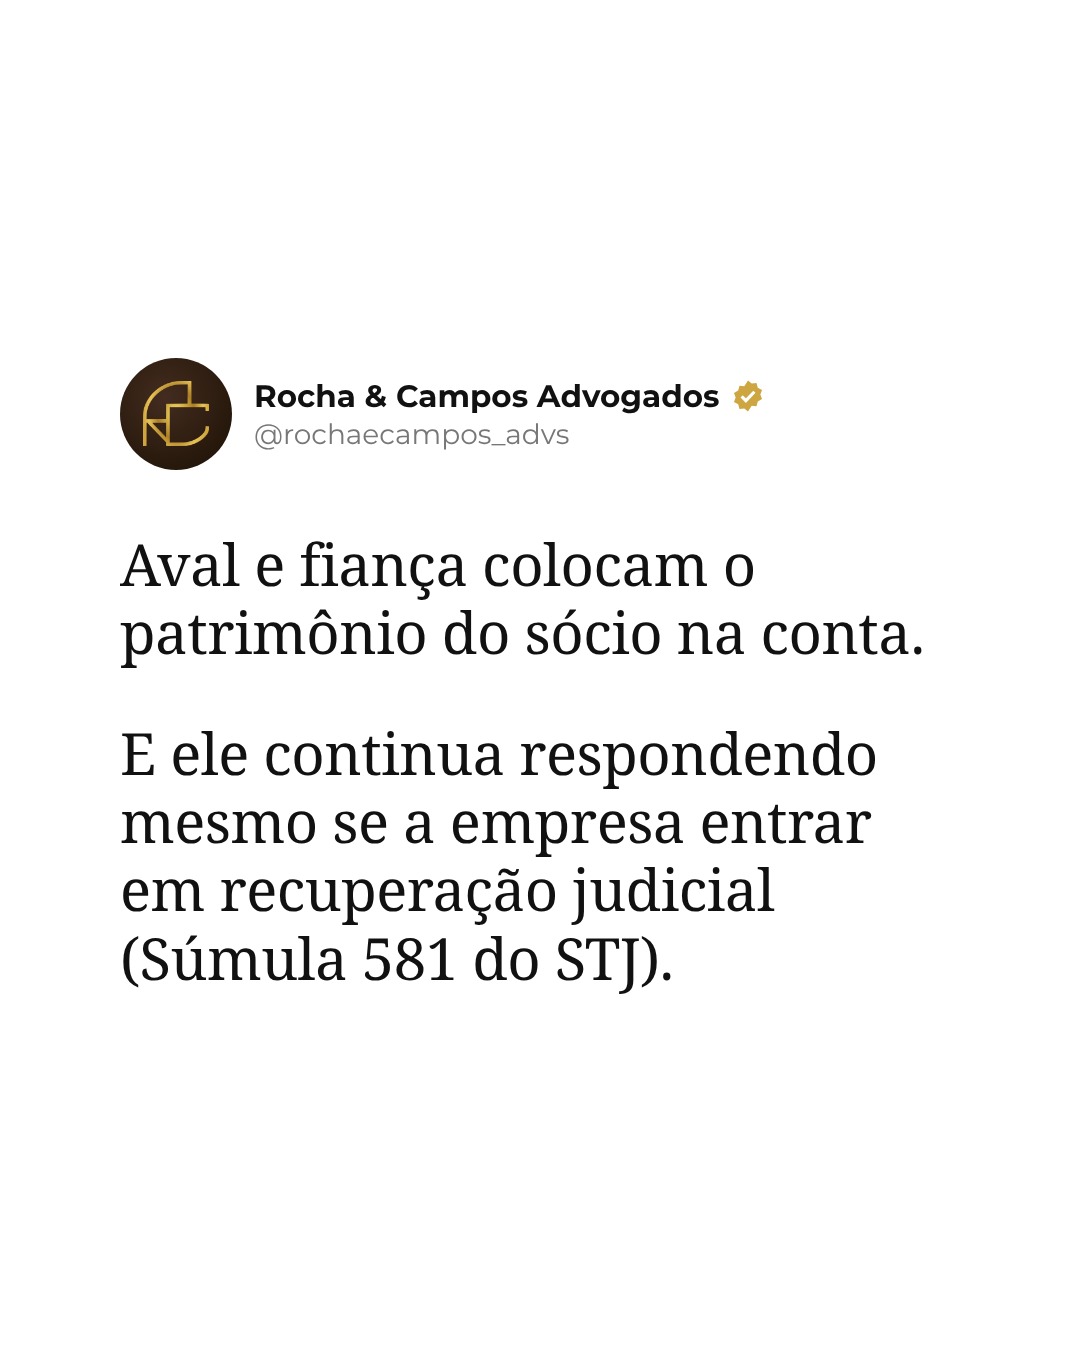 Rocha & Campos Advogados
@rochaecampos_advs
Aval e fiança colocam o
patrimônio do sócio na conta.
E ele continua respondendo
mesmo se a empresa entrar
em recuperação judicial
(Súmula 581 do STJ).